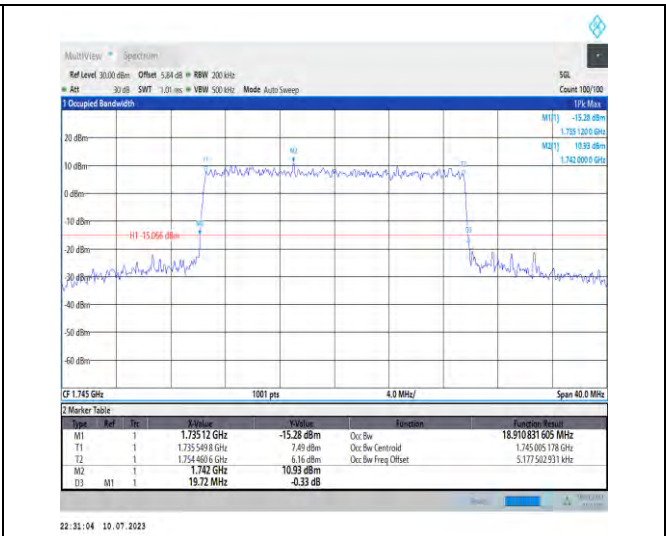 MultiView Spectrum
Ref Level 30.00 dBm Offset 5.84 dB RBW 200 kHz SGL
Att 30 dB SWT 1.01 ms VBW 500 kHz Mode Auto Sweep Count 100/100
1 Occupied Bandwidth 1Pk Max
M1[1] -15.28 dBm
1.735 120 0 GHz
M2[1] 10.93 dBm
1.742 000 0 GHz
20 dBm
M2
T1 T2
10 dBm
0 dBm
-10 dBm
M1
D3
H1 -15.066 dBm
-20 dBm
-30 dBm
-40 dBm
-50 dBm
-60 dBm
CF 1.745 GHz 1001 pts 4.0 MHz/ Span 40.0 MHz
2 Marker Table
Type Ref Trc X-Value Y-Value Function Function Result
M1 1 1.73512 GHz -15.28 dBm Occ Bw 18.910 831 605 MHz
T1 1 1.735 549 8 GHz 7.49 dBm Occ Bw Centroid 1.745 005 178 GHz
T2 1 1.754 460 6 GHz 6.16 dBm Occ Bw Freq Offset 5.177 502 931 kHz
M2 1 1.742 GHz 10.93 dBm
D3 M1 1 19.72 MHz -0.33 dB
22:31:04 10.07.2023